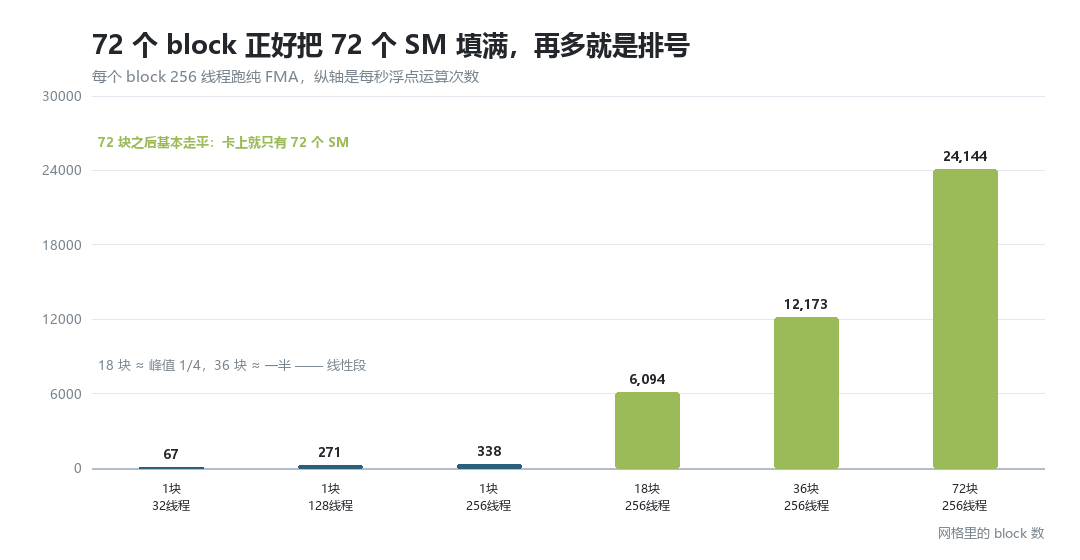 72 个 block 正好把 72 个 SM 填满，再多就是排号
每个 block 256 线程跑纯 FMA，纵轴是每秒浮点运算次数
30000
72 块之后基本走平：卡上就只有 72 个 SM
24,144
24000
18000
12,173
12000
18 块 ≈ 峰值 1/4，36 块 ≈ 一半 —— 线性段
6,094
6000
67
271
338
0
1块
32线程
1块
128线程
1块
256线程
18块
256线程
36块
256线程
72块
256线程
网格里的 block 数